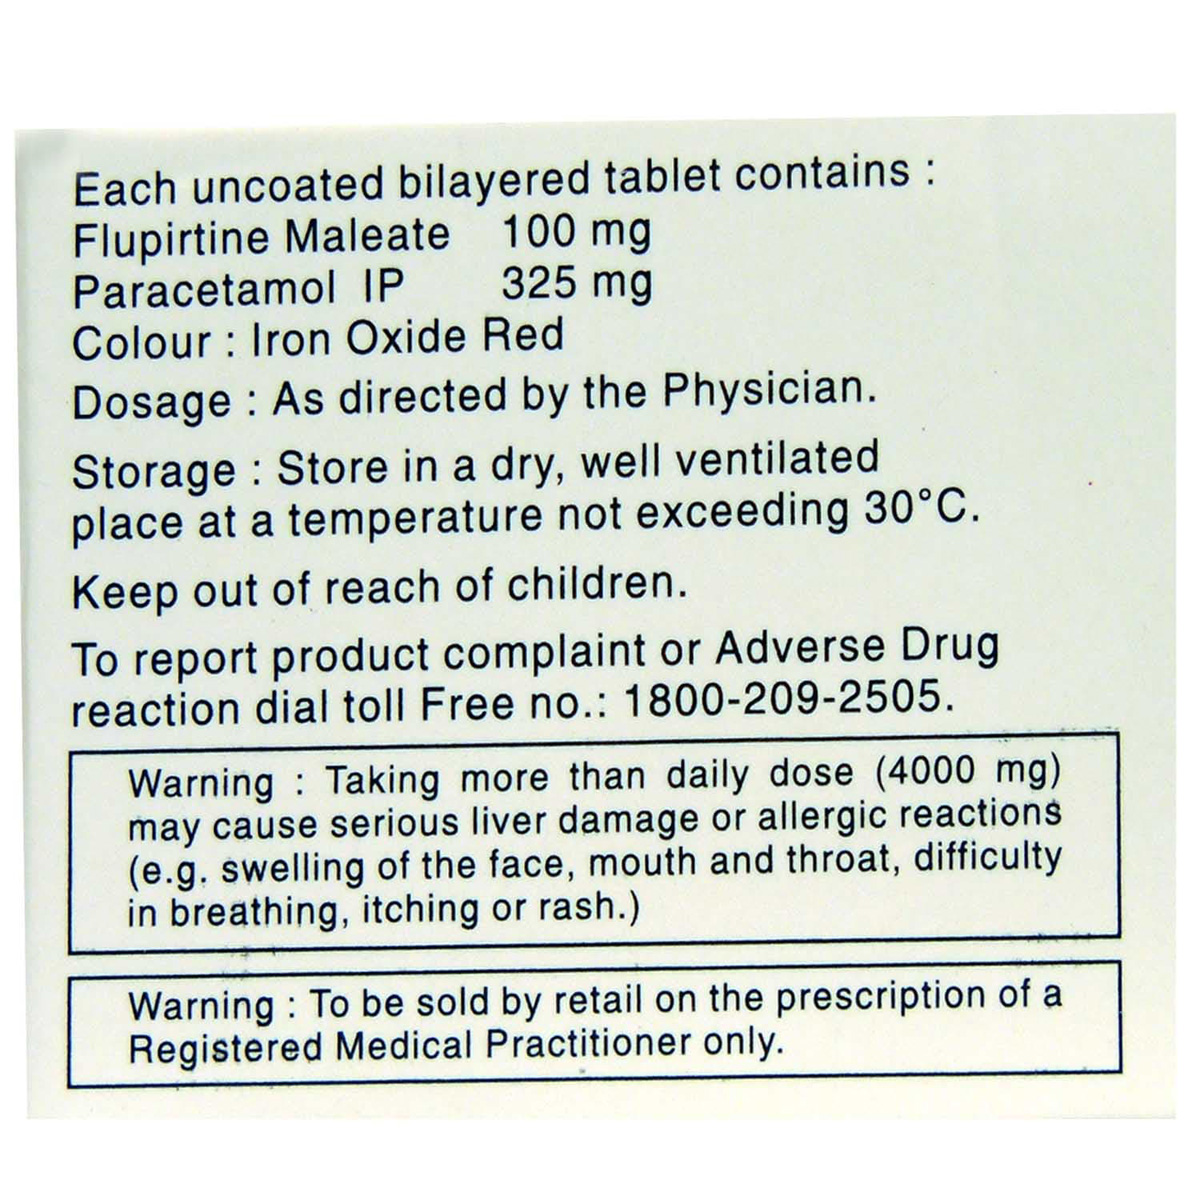 Each uncoated bilayered tablet contains :
Flupirtine Maleate 100 mg
Paracetamol IP 325 mg
Colour : Iron Oxide Red
Dosage : As directed by the Physician.
Storage : Store in a dry, well ventilated
place at a temperature not exceeding 30°C.
Keep out of reach of children.
To report product complaint or Adverse Drug
reaction dial toll Free no.: 1800-209-2505.
Warning : Taking more than daily dose (4000 mg)
may cause serious liver damage or allergic reactions
(e.g. swelling of the face, mouth and throat, difficulty
in breathing, itching or rash.)
Warning : To be sold by retail on the prescription of a
Registered Medical Practitioner only.